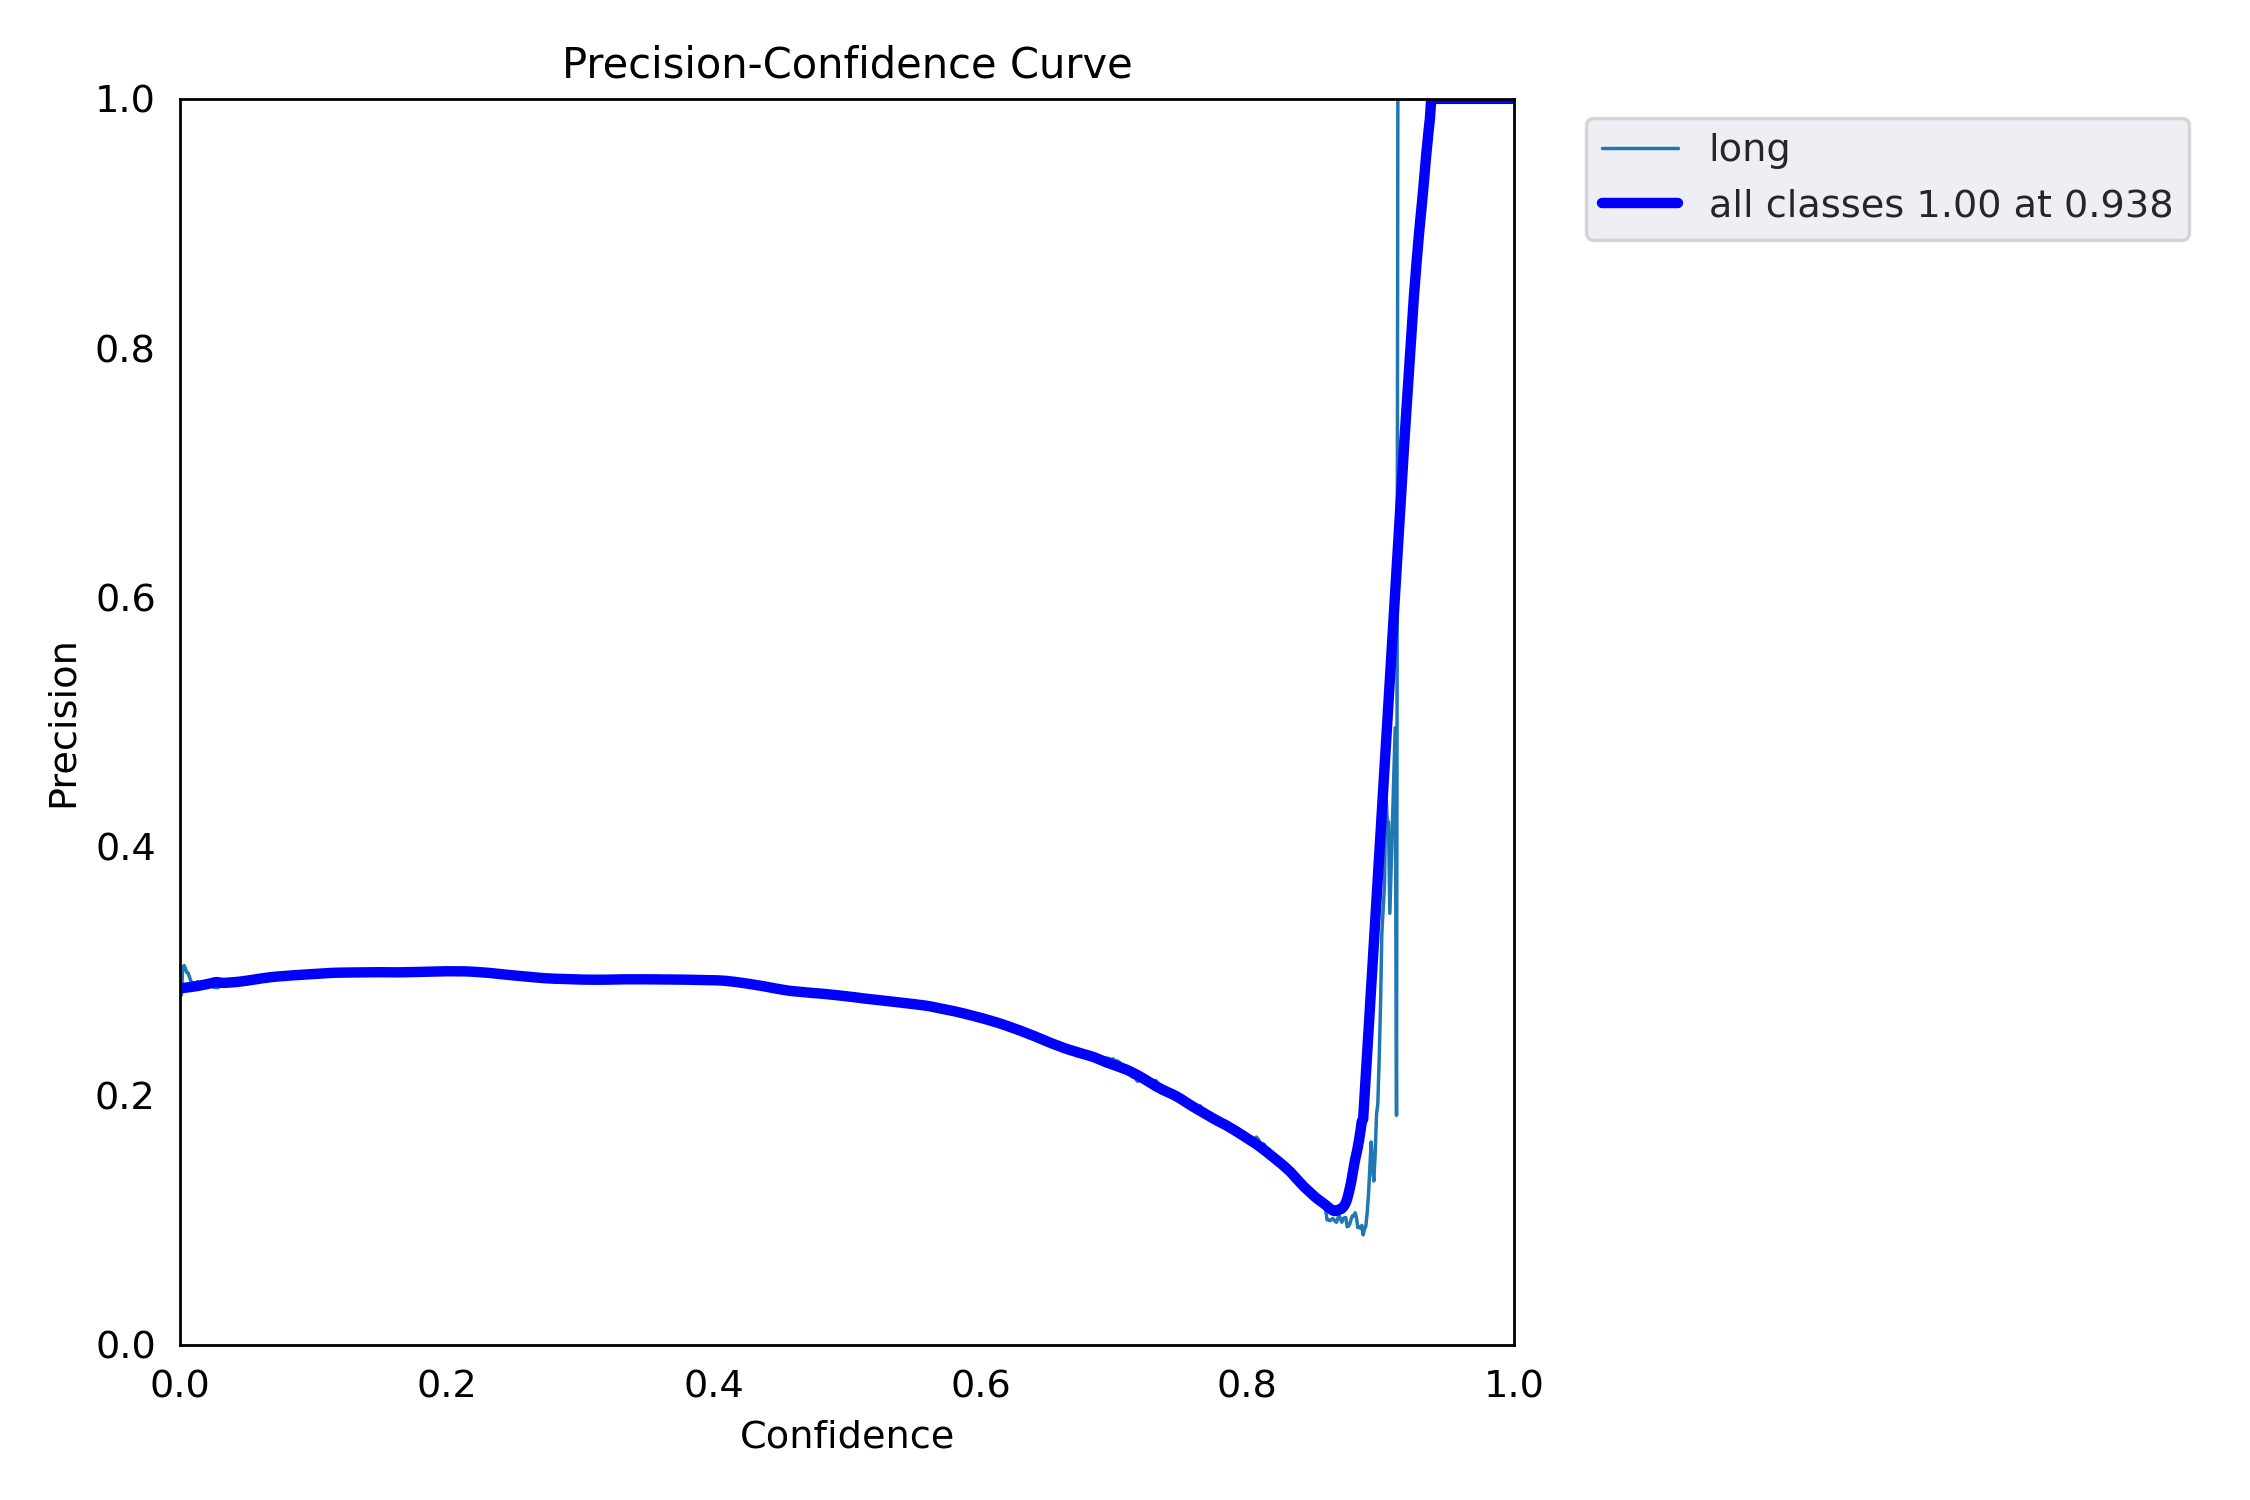 Precision-Confidence Curve
1.0
0.8
0.6
0.4
0.2
0.0
Precision
0.0 0.2 0.4 0.6 0.8 1.0
Confidence
long
all classes 1.00 at 0.938